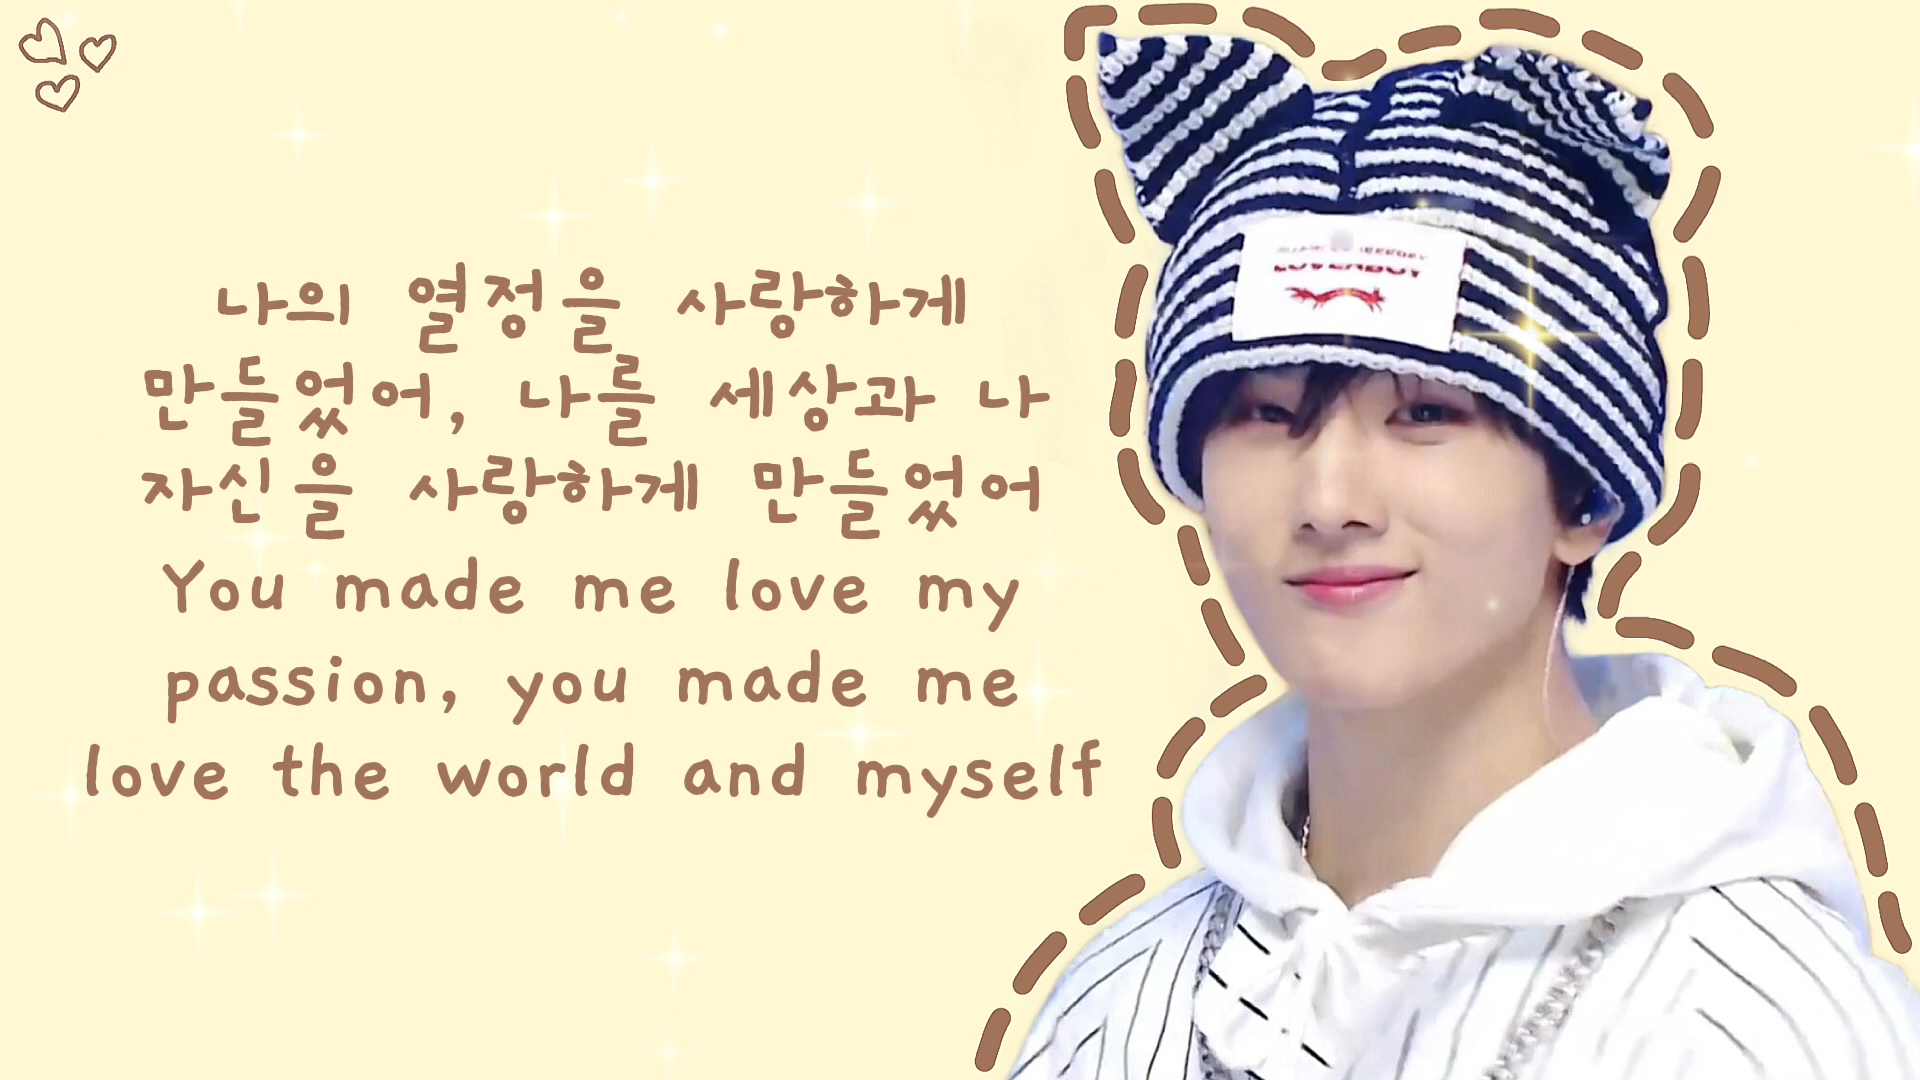 나의 열정을 사랑하게
만들었어, 나를 세상과 나
자신을 사랑하게 만들었어
You made me love my
passion, you made me
love the world and myself
LOVERBOY